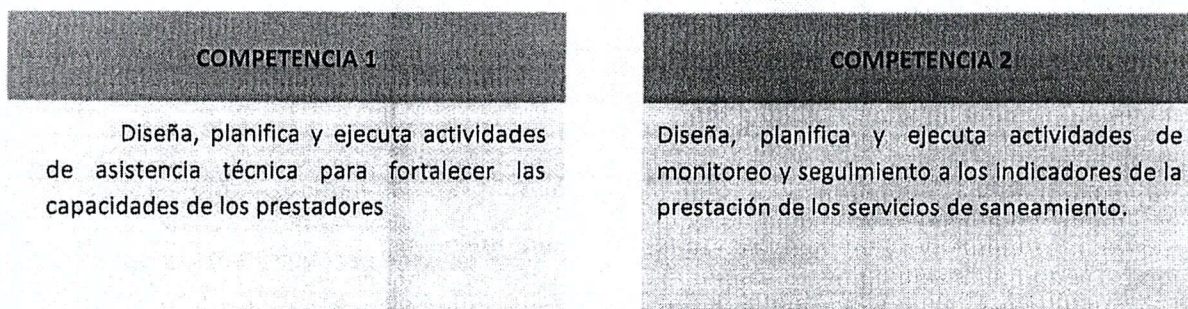 COMPETENCIA 1
Diseña, planifica y ejecuta actividades
de asistencia técnica para fortalecer las
capacidades de los prestadores
COMPETENCIA 2
Diseña, planifica y ejecuta actividades de
monitoreo y seguimiento a los indicadores de la
prestación de los servicios de saneamiento.